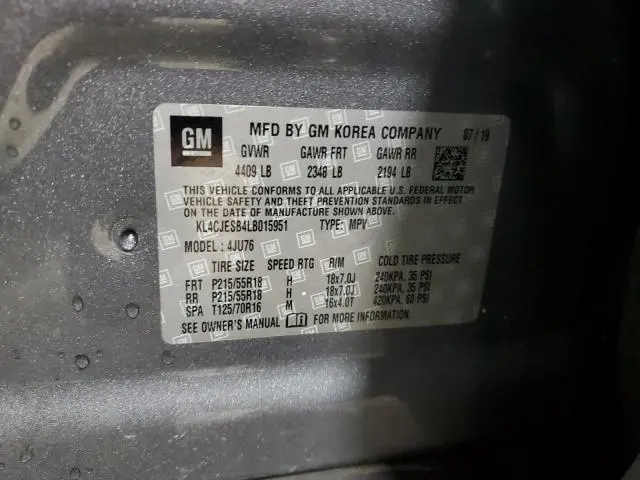 GM MFD BY GM KOREA COMPANY 07/19
GVWR GAWR FRT GAWR RR
4409 LB 2348 LB 2194 LB
THIS VEHICLE CONFORMS TO ALL APPLICABLE U.S. FEDERAL MOTOR
VEHICLE SAFETY AND THEFT PREVENTION STANDARDS IN EFFECT ON
THE DATE OF MANUFACTURE SHOWN ABOVE.
KL4CJESB4LB015951 TYPE: MPV
MODEL: 4JU76
TIRE SIZE SPEED RTG RIM COLD TIRE PRESSURE
FRT P215/55R18 H 18x7.0J 240KPA, 35 PSI
RR P215/55R18 H 18x7.0J 240KPA, 35 PSI
SPA T125/70R16 M 16x4.0T 420KPA, 60 PSI
SEE OWNER'S MANUAL FOR MORE INFORMATION.